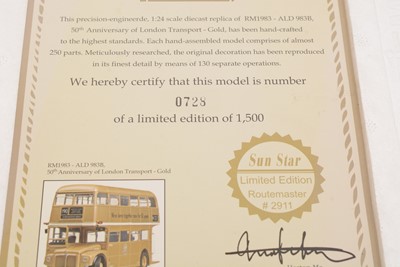 This precision-engineerde, 1:24 scale diecast replica of RM1983 - ALD 983B,
50th Anniversary of London Transport - Gold, has been hand-crafted
to the highest standards. Each hand-assembled model comprises of almost
250 parts. Meticulously researched, the original decoration has been reproduced
in its finest detail by means of 130 separate operations.
We hereby certify that this model is number
0728
of a limited edition of 1,500
RM1983 - ALD 983B,
50th Anniversary of London Transport - Gold
Sun Star
Limited Edition
Routemaster
# 2911